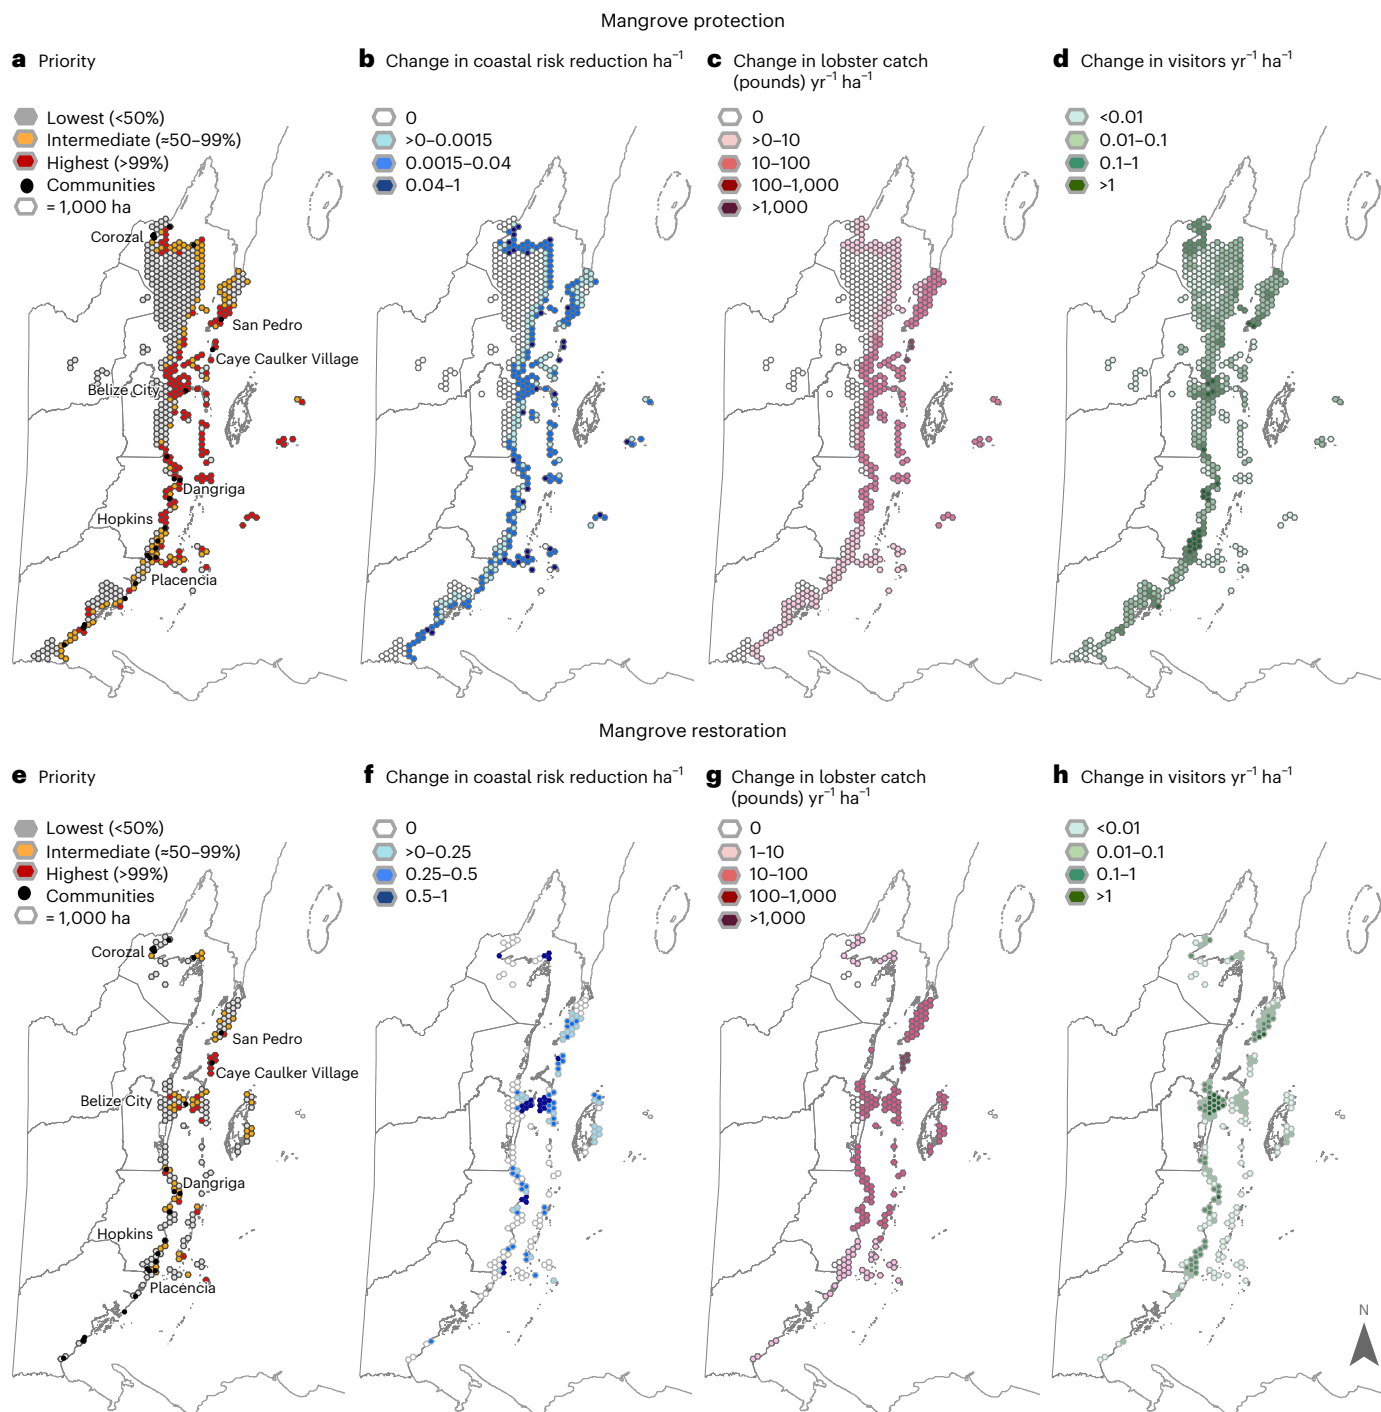 Mangrove protection
a Priority
Lowest (<50%)
Intermediate (≈50–99%)
Highest (>99%)
Communities
= 1,000 ha
Corozal
San Pedro
Caye Caulker Village
Belize City
Dangriga
Hopkins
Placencia
b Change in coastal risk reduction ha⁻¹
0
>0–0.0015
0.0015–0.04
0.04–1
c Change in lobster catch
(pounds) yr⁻¹ ha⁻¹
0
>0–10
10–100
100–1,000
>1,000
d Change in visitors yr⁻¹ ha⁻¹
<0.01
0.01–0.1
0.1–1
>1
Mangrove restoration
e Priority
Lowest (<50%)
Intermediate (≈50–99%)
Highest (>99%)
Communities
= 1,000 ha
Corozal
San Pedro
Caye Caulker Village
Belize City
Dangriga
Hopkins
Placencia
f Change in coastal risk reduction ha⁻¹
0
>0–0.25
0.25–0.5
0.5–1
g Change in lobster catch
(pounds) yr⁻¹ ha⁻¹
0
1–10
10–100
100–1,000
>1,000
h Change in visitors yr⁻¹ ha⁻¹
<0.01
0.01–0.1
0.1–1
>1
N